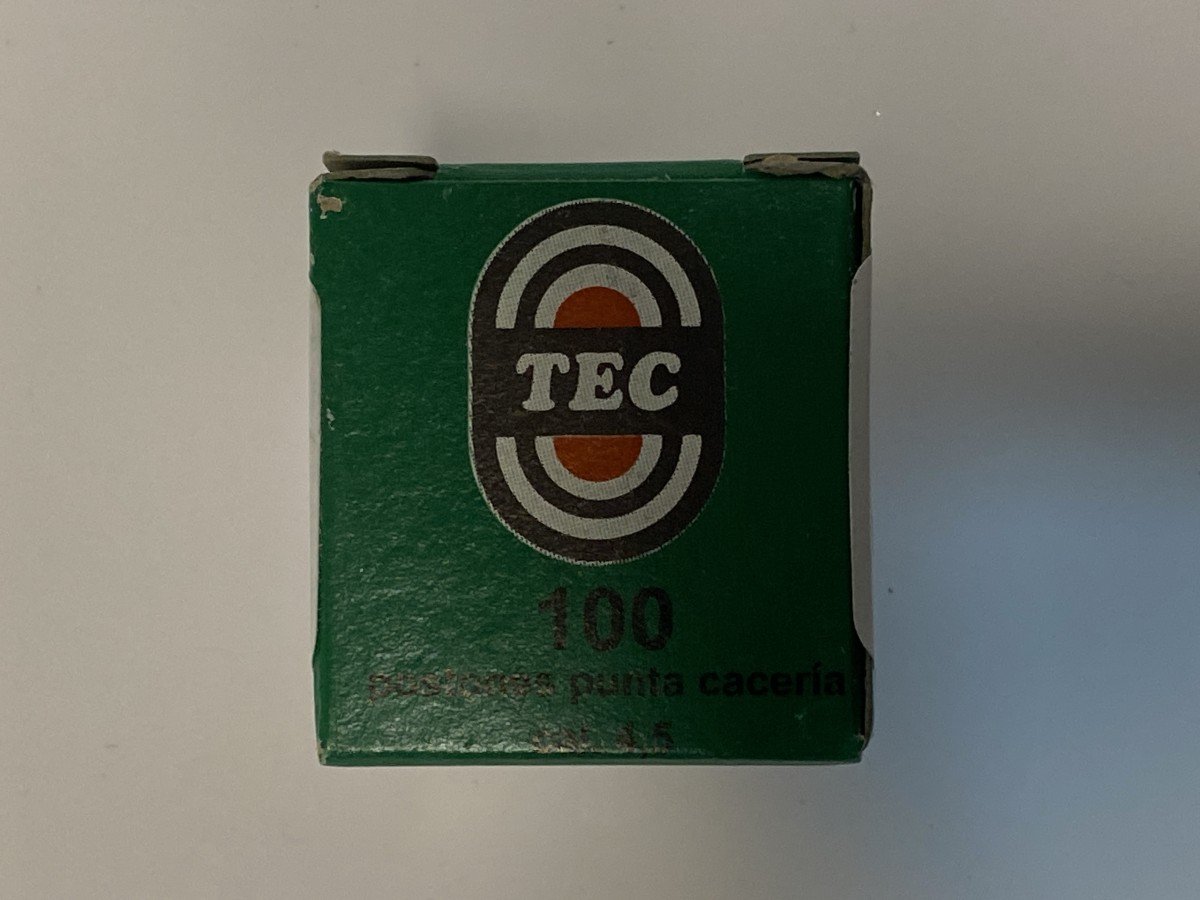 TEC
100
postones punta cacería
cal. 4,5